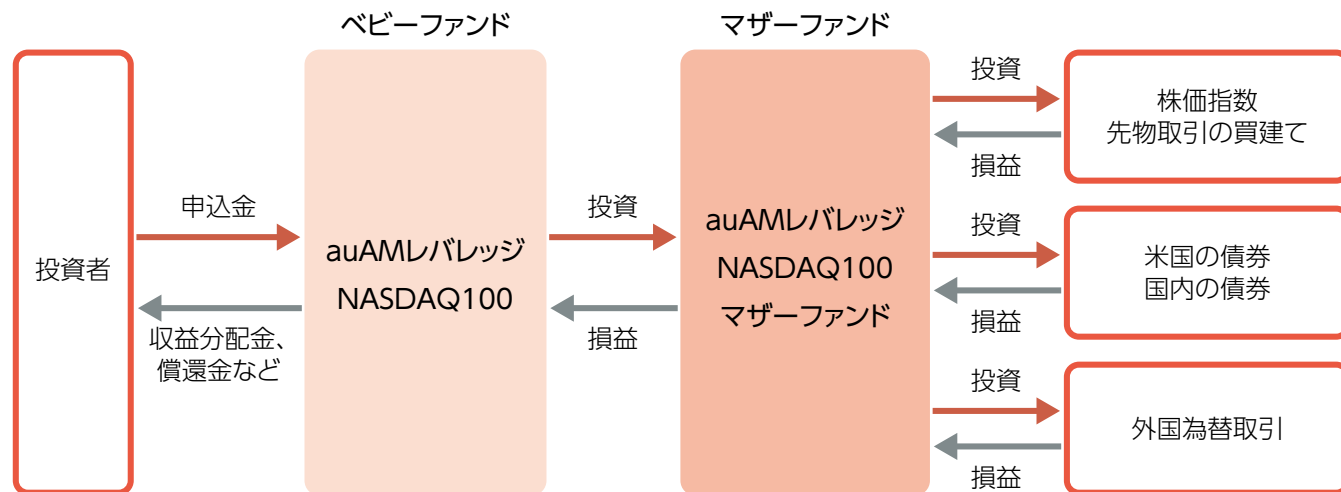 ベビーファンド
マザーファンド
投資者
申込金
収益分配金、
償還金など
auAMレバレッジ
NASDAQ100
投資
損益
auAMレバレッジ
NASDAQ100
マザーファンド
投資
損益
株価指数
先物取引の買建て
投資
損益
米国の債券
国内の債券
投資
損益
外国為替取引